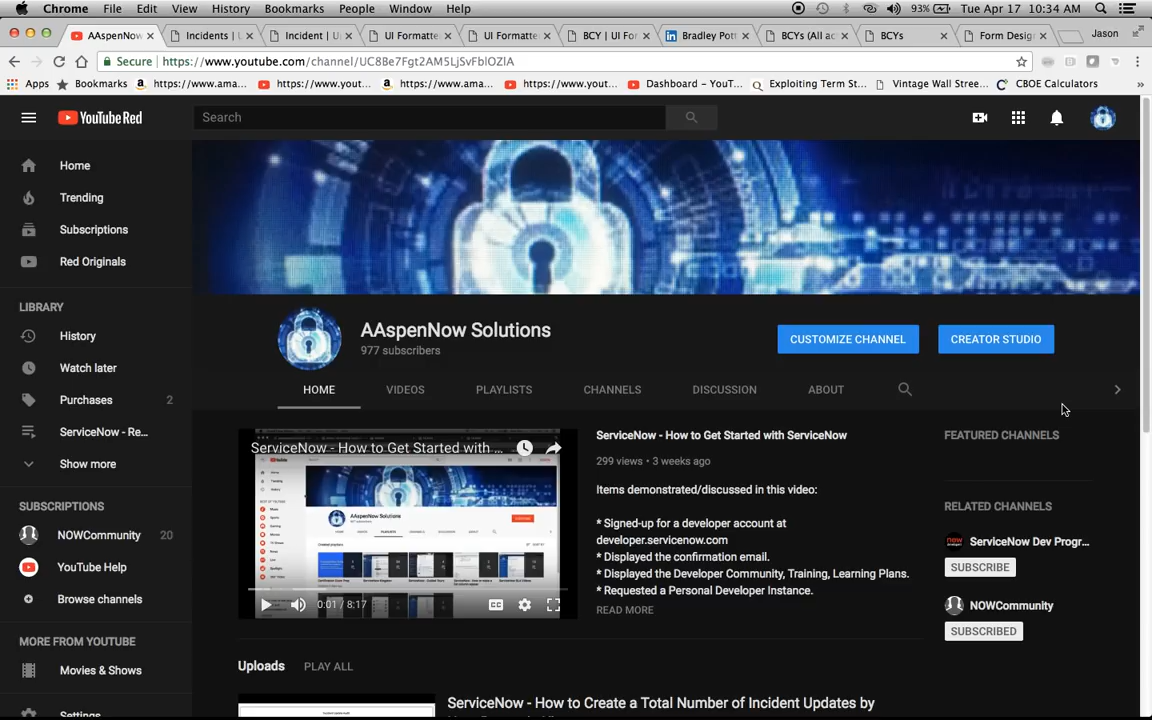 Chrome File Edit View History Bookmarks People Window Help 93% Tue Apr 17 10:34 AM
AAspenNow Incidents | Incident | U UI Formatte UI Formatte BCY | UI For Bradley Pot BCYs (All ac BCYs Form Desig Jason
Secure https://www.youtube.com/channel/UC8Be7Fgt2AM5LjSvFblOZIA
Apps Bookmarks https://www.ama... https://www.yout... https://www.ama... https://www.yout... Dashboard – YouT... Exploiting Term St... Vintage Wall Stree... CBOE Calculators »
YouTube Red Search
Home
Trending
Subscriptions
Red Originals
LIBRARY
History
Watch later
Purchases 2
ServiceNow - Re...
Show more
SUBSCRIPTIONS
NOWCommunity 20
YouTube Help
Browse channels
MORE FROM YOUTUBE
Movies & Shows
Settings
AAspenNow Solutions
977 subscribers
CUSTOMIZE CHANNEL CREATOR STUDIO
HOME VIDEOS PLAYLISTS CHANNELS DISCUSSION ABOUT
ServiceNow - How to Get Started with ...
AAspenNow Solutions
0:01 / 8:17
CC
ServiceNow - How to Get Started with ServiceNow
299 views • 3 weeks ago
Items demonstrated/discussed in this video:
* Signed-up for a developer account at
developer.servicenow.com
* Displayed the confirmation email.
* Displayed the Developer Community, Training, Learning Plans.
* Requested a Personal Developer Instance.
READ MORE
FEATURED CHANNELS
RELATED CHANNELS
ServiceNow Dev Progr...
SUBSCRIBE
NOWCommunity
SUBSCRIBED
Uploads PLAY ALL
ServiceNow - How to Create a Total Number of Incident Updates by